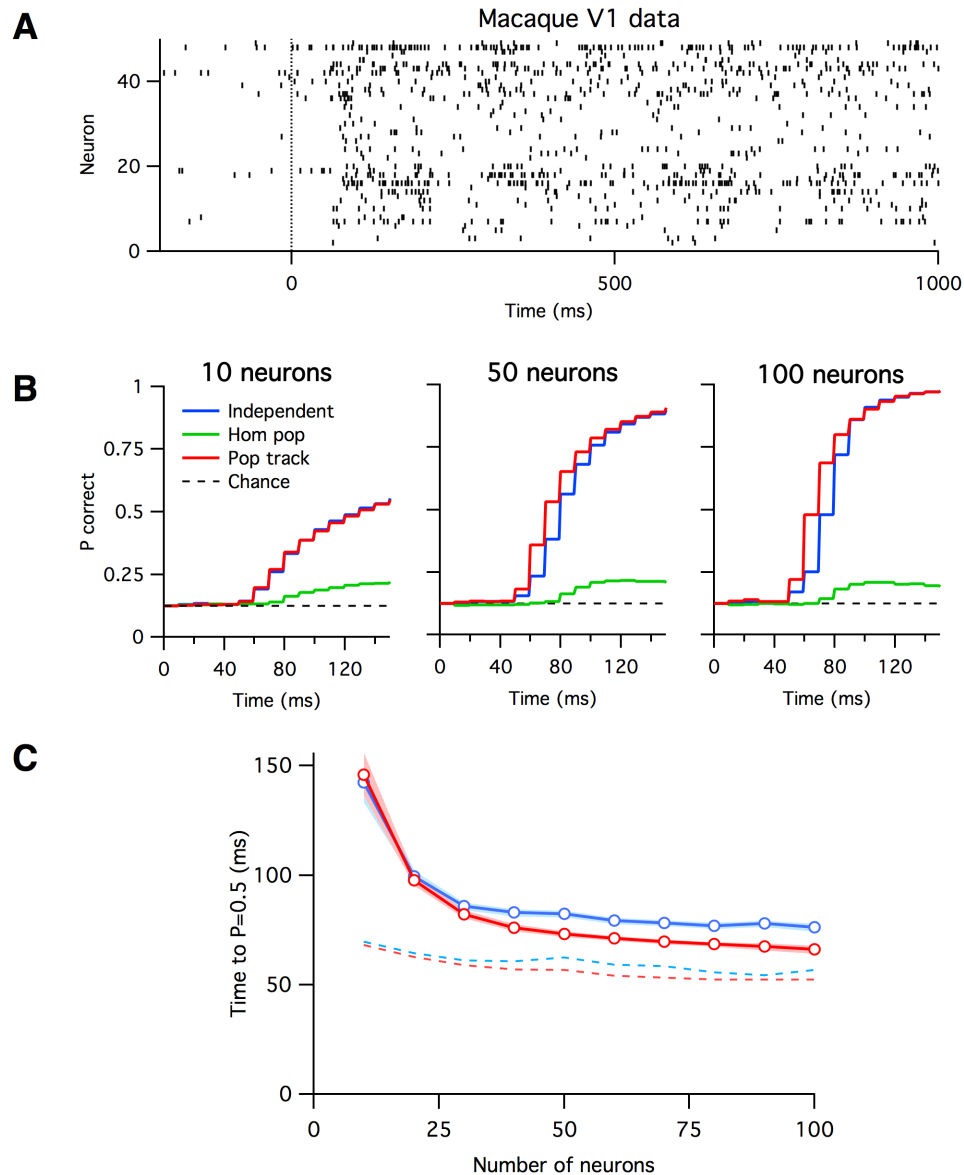 A
Macaque V1 data
Neuron
40
20
0
0 500 1000
Time (ms)
B
10 neurons 50 neurons 100 neurons
P correct
1
0.75
0.5
0.25
0
Independent
Hom pop
Pop track
Chance
0 40 80 120 0 40 80 120 0 40 80 120
Time (ms) Time (ms) Time (ms)
C
Time to P=0.5 (ms)
150
100
50
0
0 25 50 75 100
Number of neurons